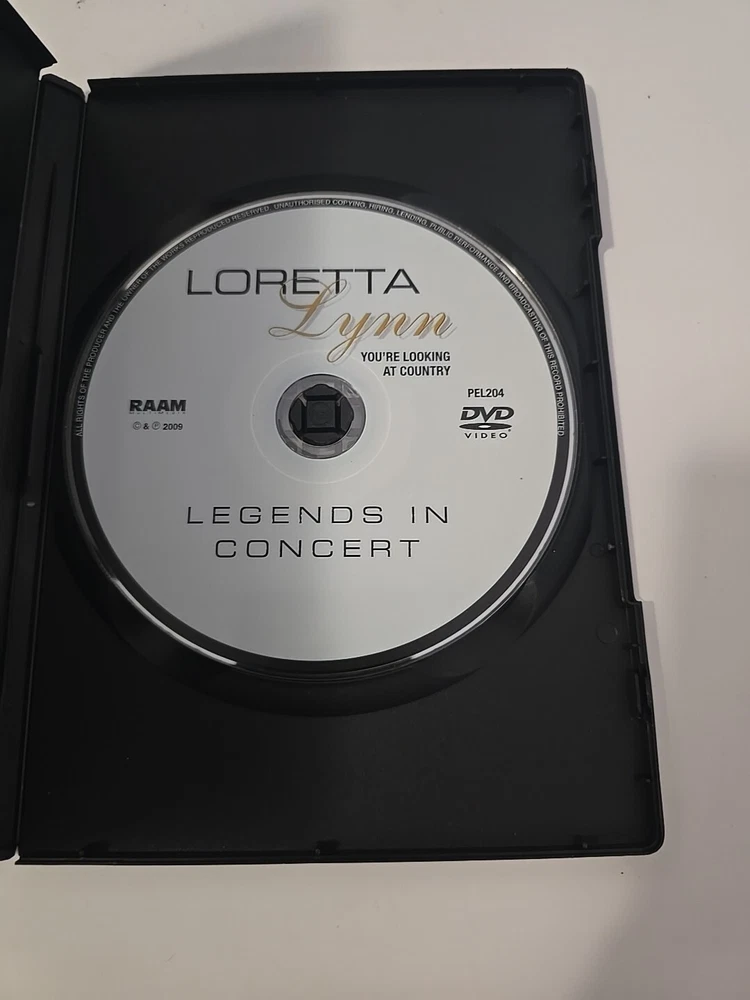 ALL RIGHTS OF THE PRODUCER AND THE OWNER OF THE WORKS REPRODUCED RESERVED. UNAUTHORISED COPYING, HIRING, LENDING, PUBLIC PERFORMANCE AND BROADCASTING OF THIS RECORD PROHIBITED.
LORETTA
Lynn
YOU'RE LOOKING
AT COUNTRY
RAAM
MULTIMEDIA
© & ℗ 2009
PEL204
DVD
VIDEO
LEGENDS IN
CONCERT